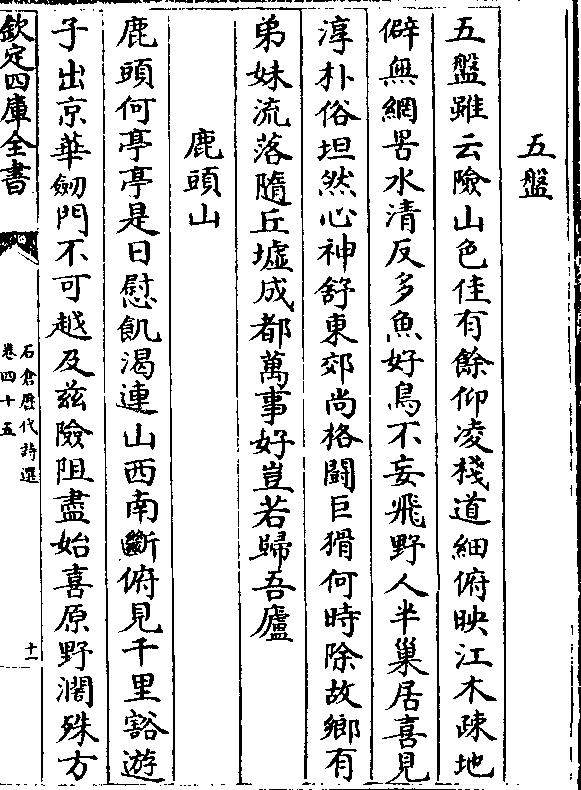 五盤
五盤雖云險山色佳有餘仰凌棧道細俯映江木疎地
僻無網罟水清反多魚好鳥不妄飛野人半巢居喜見
淳朴俗坦然心神舒東郊尚格鬪巨猾何時除故鄉有
弟妹流落隨丘墟成都萬事好豈若歸吾廬
鹿頭山
鹿頭何亭亭是日慰飢渴連山西南斷俯見千里豁遊
子出京華劒門不可越及兹險阻盡始喜原野濶殊方
欽定四庫全書
石倉歷代詩選
卷四十五
十一